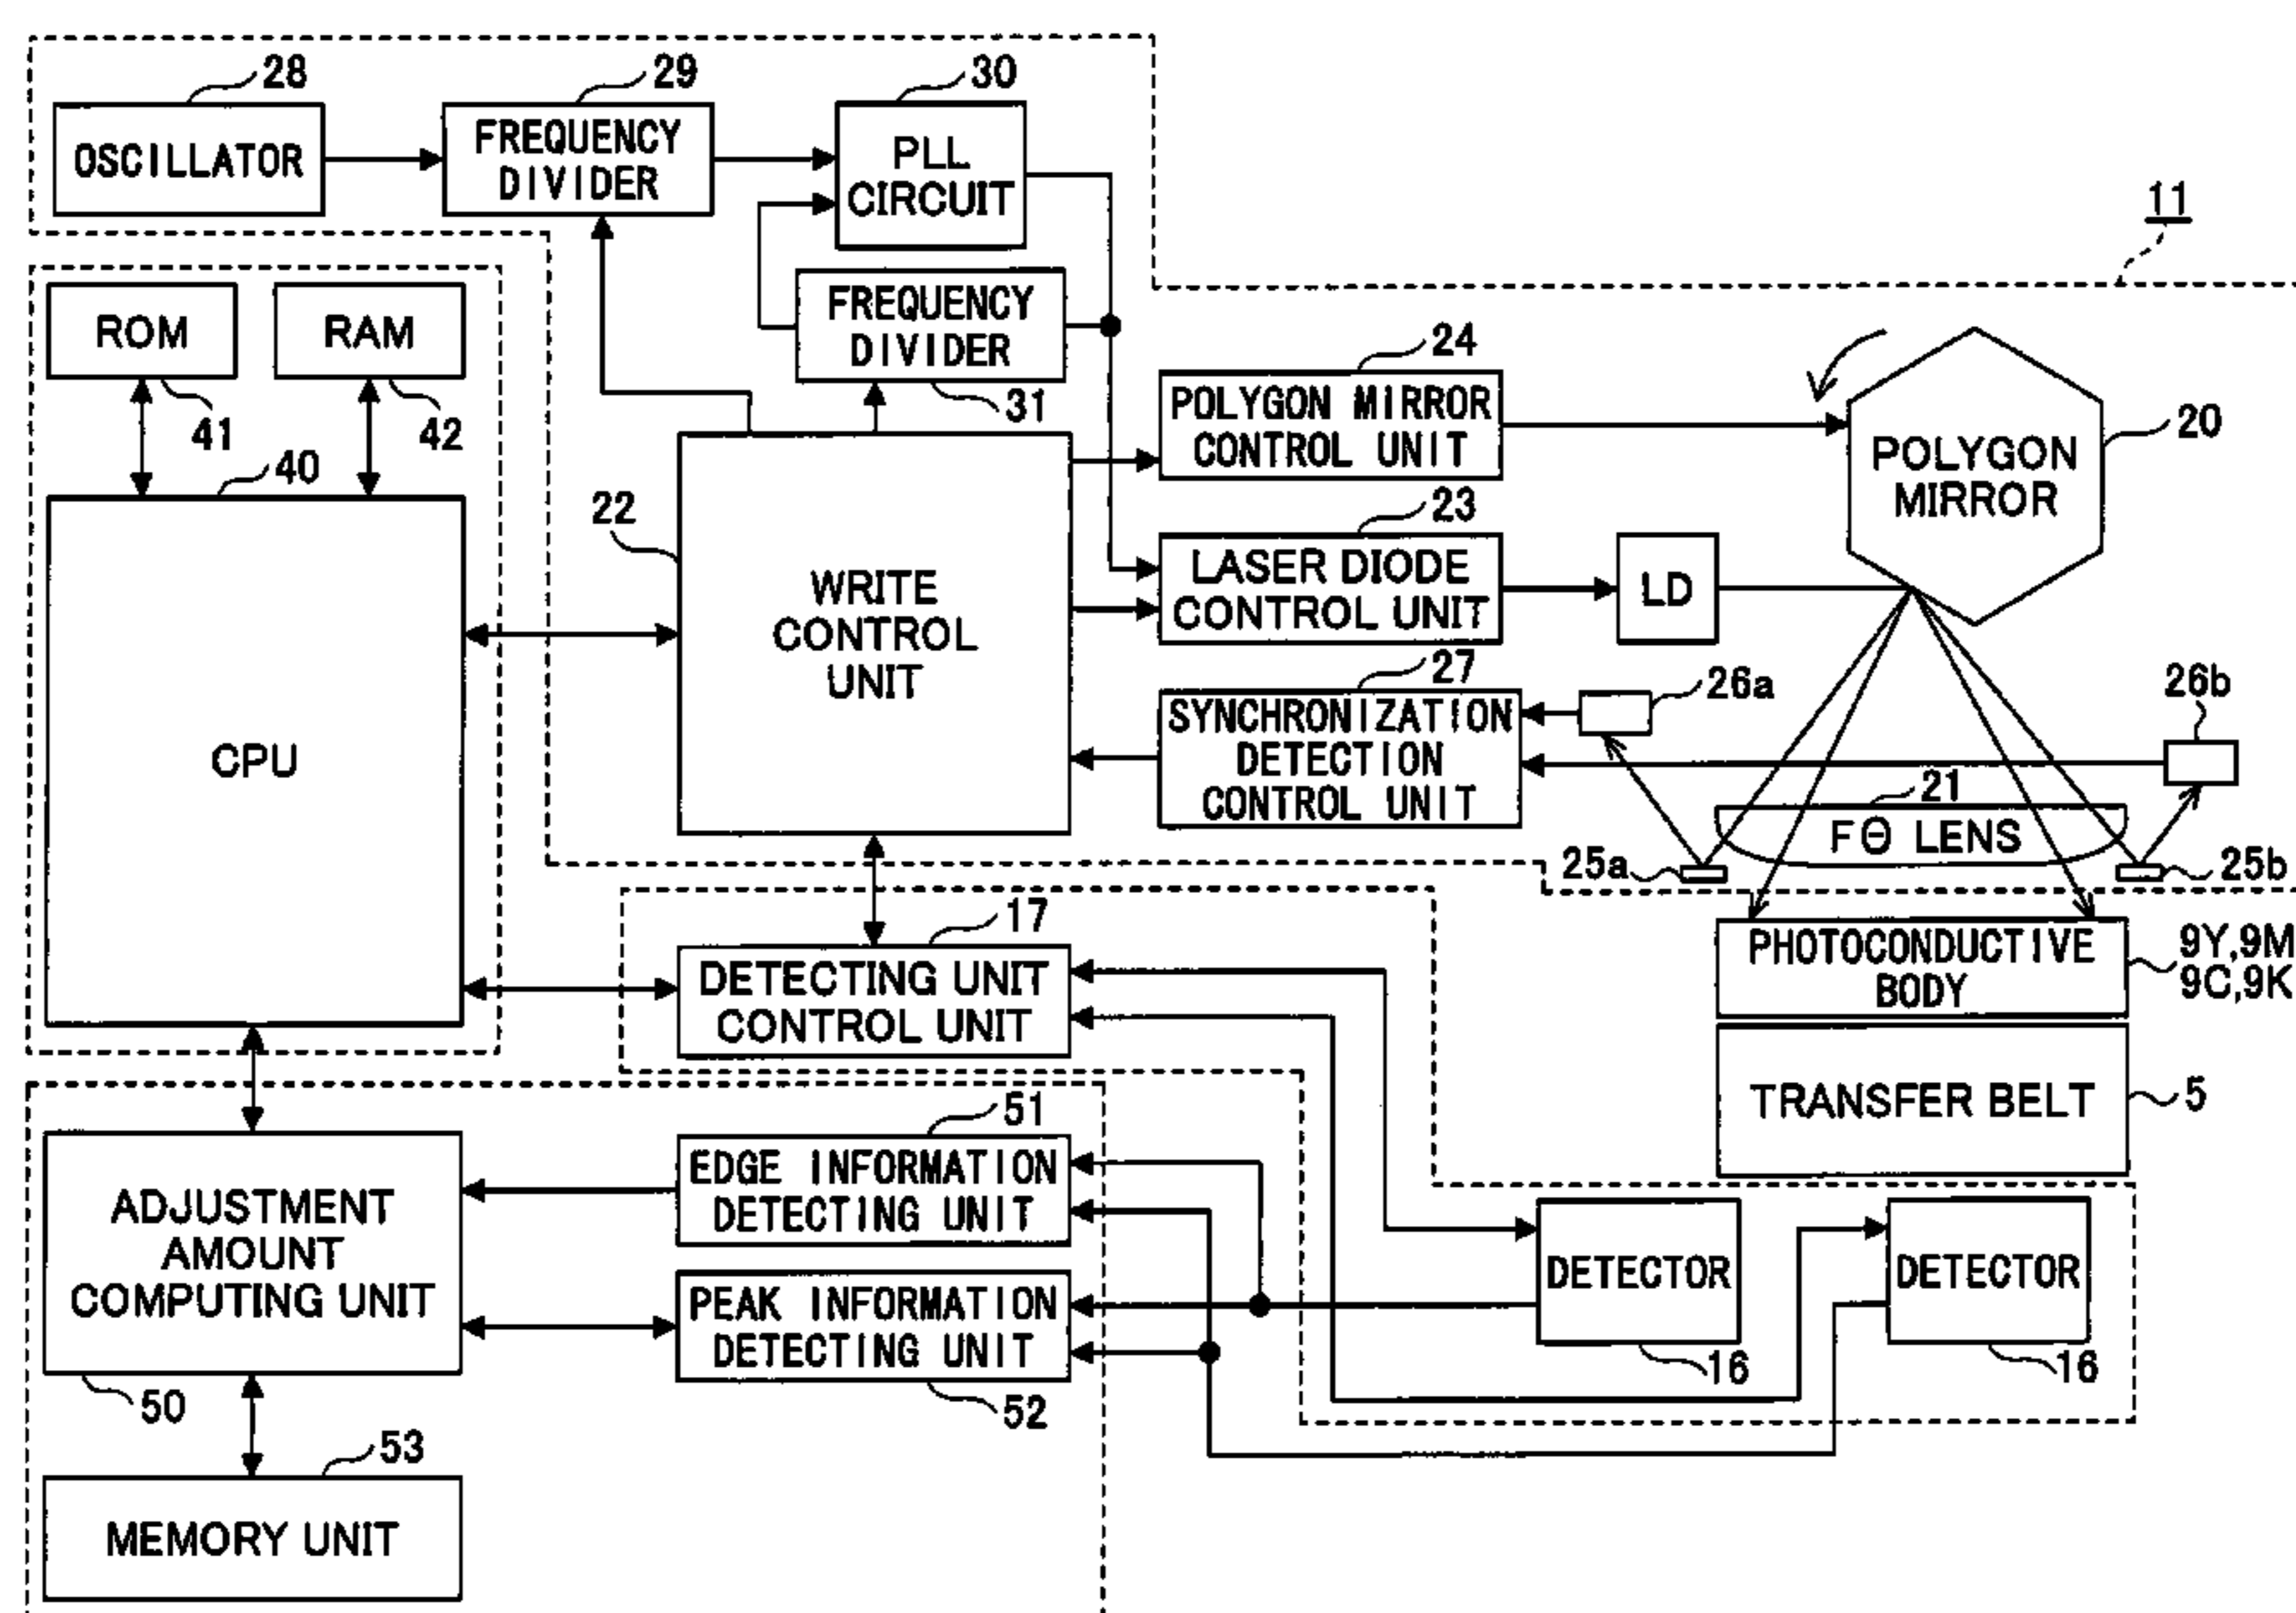 28
29
30
OSCILLATOR
FREQUENCY
DIVIDER
PLL
CIRCUIT
11
ROM
RAM
FREQUENCY
DIVIDER
41
42
31
24
POLYGON MIRROR
CONTROL UNIT
POLYGON
MIRROR
20
40
22
23
CPU
WRITE
CONTROL
UNIT
LASER DIODE
CONTROL UNIT
LD
27
26a
26b
SYNCHRONIZATION
DETECTION
CONTROL UNIT
21
FΘ LENS
25a
25b
17
DETECTING UNIT
CONTROL UNIT
PHOTOCONDUCTIVE
BODY
9Y,9M
9C,9K
TRANSFER BELT
5
51
ADJUSTMENT
AMOUNT
COMPUTING UNIT
EDGE INFORMATION
DETECTING UNIT
PEAK INFORMATION
DETECTING UNIT
DETECTOR
DETECTOR
16
16
50
52
53
MEMORY UNIT